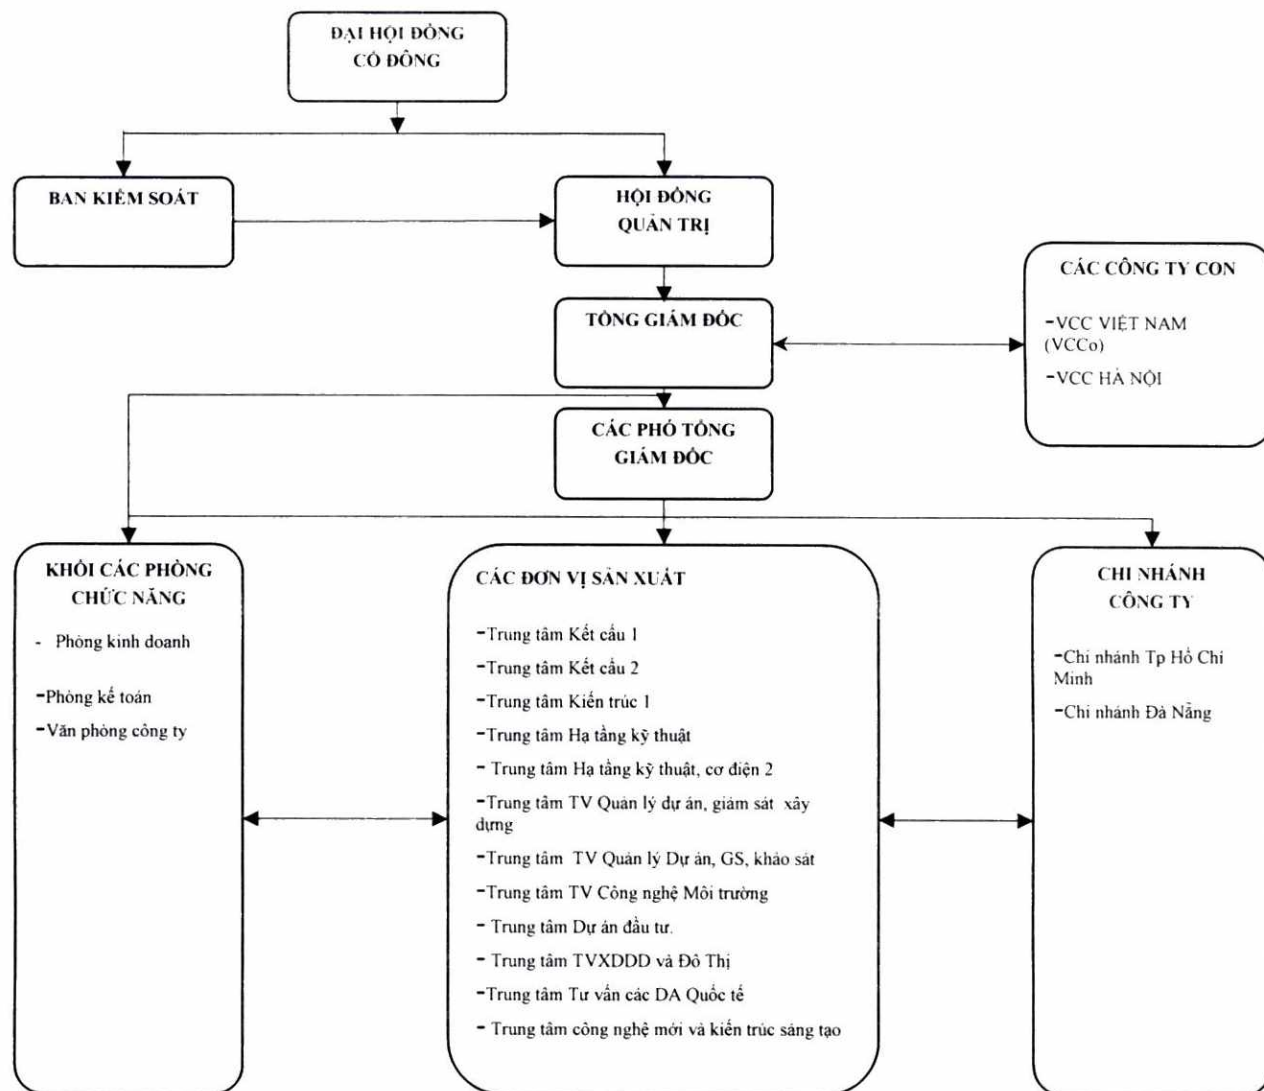 ĐẠI HỘI ĐỒNG
CỔ ĐÔNG
BAN KIỂM SOÁT
HỘI ĐỒNG
QUẢN TRỊ
CÁC CÔNG TY CON
-VCC VIỆT NAM
(VCCo)
-VCC HÀ NỘI
TỔNG GIÁM ĐỐC
CÁC PHÓ TỔNG
GIÁM ĐỐC
KHỐI CÁC PHÒNG
CHỨC NĂNG
- Phòng kinh doanh
-Phòng kế toán
-Văn phòng công ty
CÁC ĐƠN VỊ SẢN XUẤT
-Trung tâm Kết cấu 1
-Trung tâm Kết cấu 2
-Trung tâm Kiến trúc 1
-Trung tâm Hạ tầng kỹ thuật
- Trung tâm Hạ tầng kỹ thuật, cơ điện 2
-Trung tâm TV Quản lý dự án, giám sát xây
dựng
-Trung tâm TV Quản lý Dự án, GS, khảo sát
-Trung tâm TV Công nghệ Môi trường
- Trung tâm Dự án đầu tư.
- Trung tâm TVXDDD và Đô Thị
-Trung tâm Tư vấn các DA Quốc tế
- Trung tâm công nghệ mới và kiến trúc sáng tạo
CHI NHÁNH
CÔNG TY
-Chi nhánh Tp Hồ Chí
Minh
-Chi nhánh Đà Nẵng